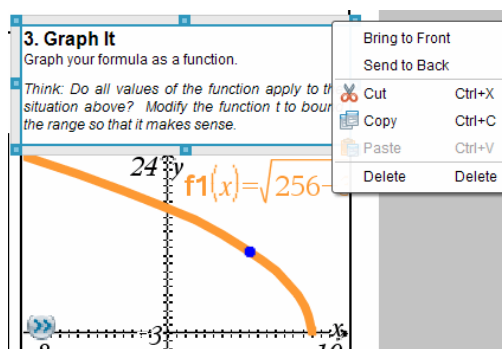 3. Graph It
Graph your formula as a function.
Think: Do all values of the function apply to th
situation above? Modify the function t to bour
the range so that it makes sense.
Bring to Front
Send to Back
Cut Ctrl+X
Copy Ctrl+C
Paste Ctrl+V
Delete Delete
24 y
f1(x)=√256-
x
-3
10